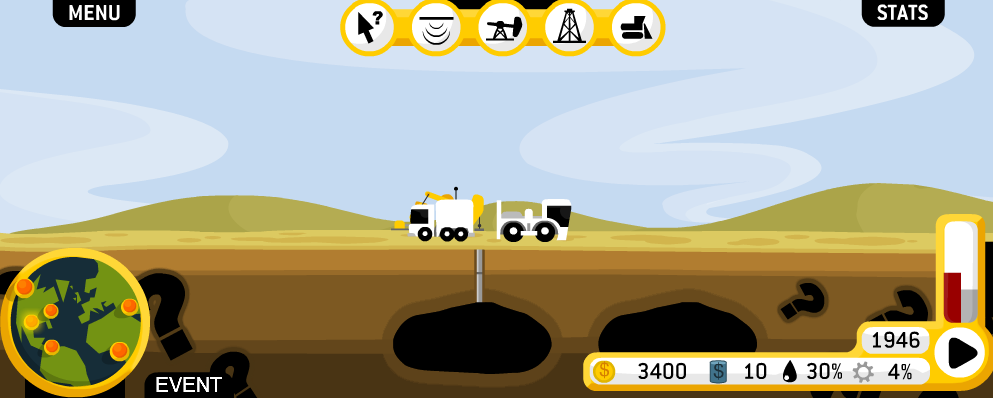 MENU
?
STATS
?
?
?
?
1946
$ 3400 $ 10 30% 4%
EVENT